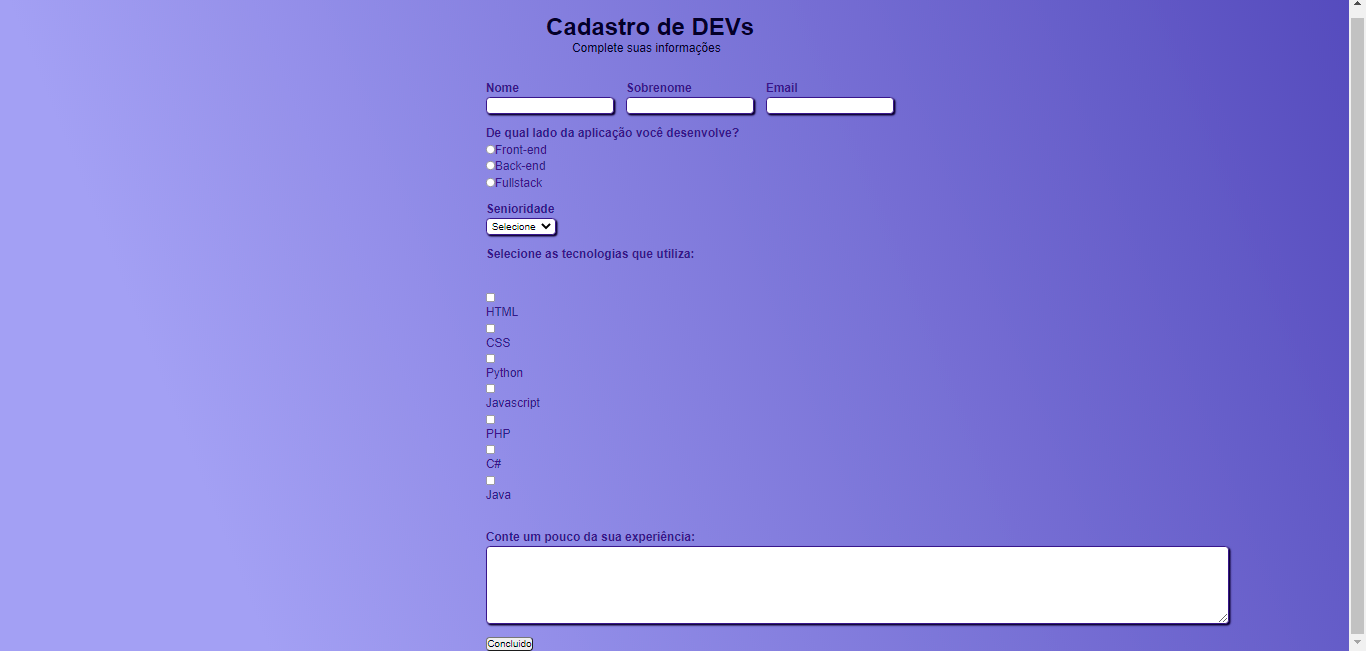 Cadastro de DEVs
Complete suas informações
Nome Sobrenome Email
De qual lado da aplicação você desenvolve?
Front-end
Back-end
Fullstack
Senioridade
Selecione
Selecione as tecnologias que utiliza:
HTML
CSS
Python
Javascript
PHP
C#
Java
Conte um pouco da sua experiência:
Concluido